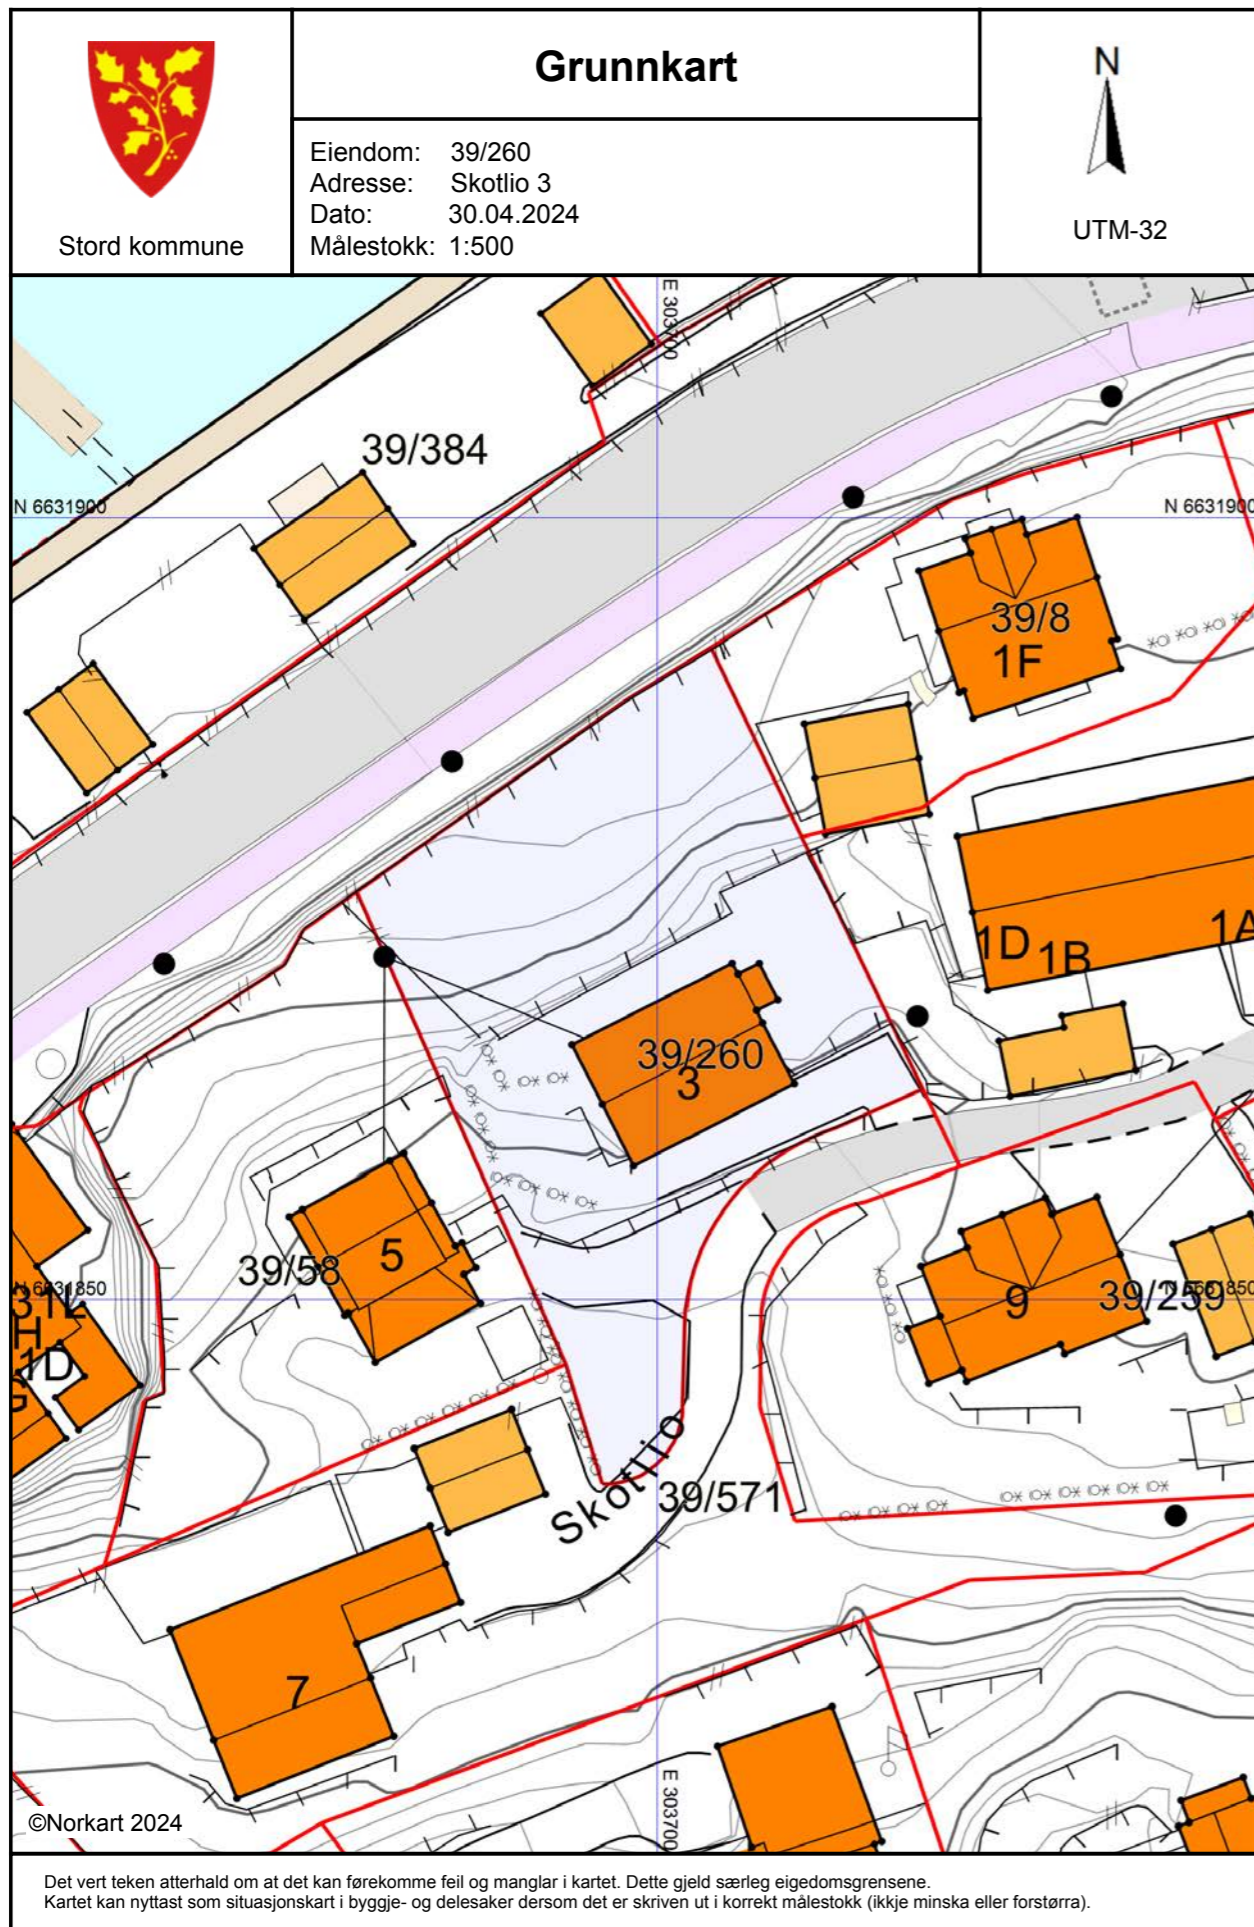 Grunnkart
Stord kommune
Eiendom: 39/260
Adresse: Skotlio 3
Dato: 30.04.2024
Målestokk: 1:500
N
UTM-32
E 303700
39/384
N 6631900
N 6631900
39/8
1F
1D
1B
1A
39/260
3
5
39/58
N 6631850
9
39/259
N 6631850
H
1D
G
Skotlio
39/571
7
E 303700
©Norkart 2024
Det vert teken atterhald om at det kan førekomme feil og manglar i kartet. Dette gjeld særleg eigedomsgrensene.
Kartet kan nyttast som situasjonskart i byggje- og delesaker dersom det er skriven ut i korrekt målestokk (ikkje minska eller forstørra).